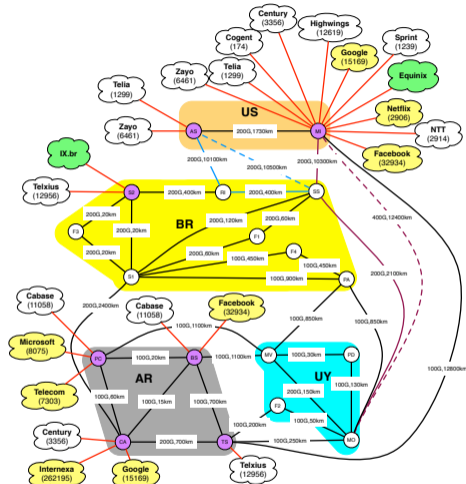 Century
(3356)
Cogent
(174)
Highwings
(12619)
Sprint
(1239)
Telia
(1299)
Google
(15169)
Zayo
(6461)
Equinix
Telia
(1299)
Netflix
(2906)
Zayo
(6461)
NTT
(2914)
Facebook
(32934)
US
AS
200G,1730km
MI
200G,10100km
200G,10500km
200G,10300km
IX.br
Telxius
(12956)
S2
200G,400km
RI
200G,400km
SS
400G,12400km
200G,20km
200G,20km
200G,120km
200G,60km
BR
F3
F1
200G,20km
200G,60km
F4
100G,450km
100G,450km
200G,2100km
S1
100G,900km
PA
200G,2400km
Cabase
(11058)
Cabase
(11058)
Facebook
(32934)
100G,1100km
100G,850km
100G,850km
Microsoft
(8075)
100G,12800km
100G,20km
BS
100G,1100km
MV
100G,30km
PD
Telecom
(7303)
AR
UY
100G,60km
100G,15km
100G,700km
200G,150km
100G,130km
F2
100G,50km
100G,200km
Century
(3356)
CA
200G,700km
TS
100G,250km
MO
Internexa
(262195)
Google
(15169)
Telxius
(12956)